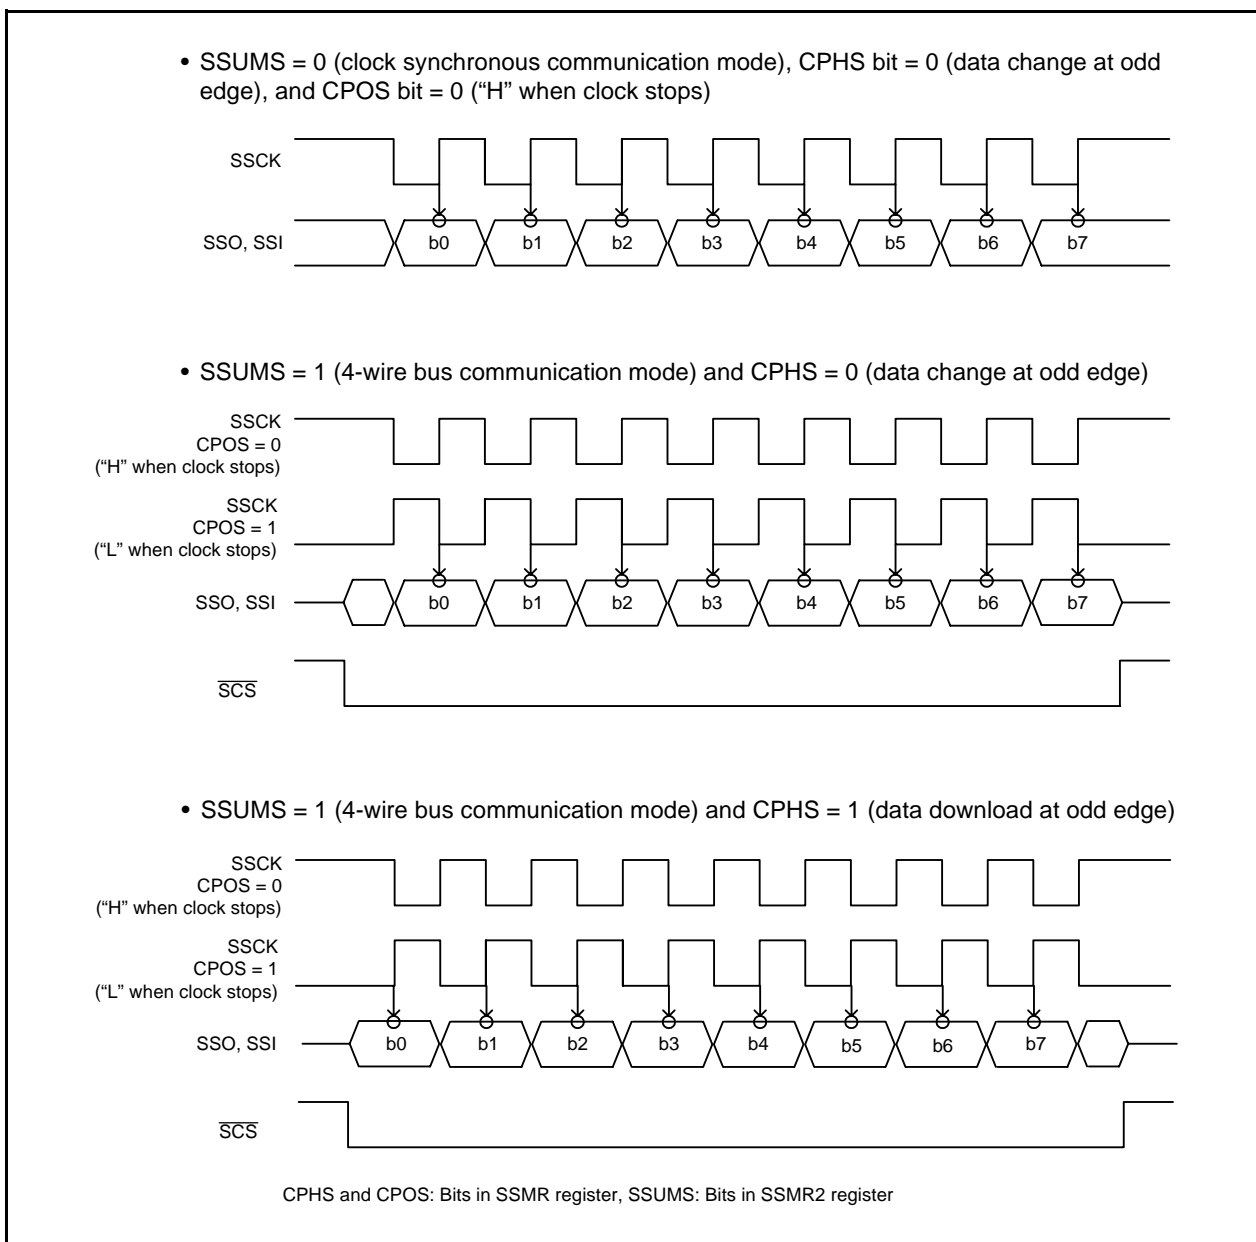 • SSUMS = 0 (clock synchronous communication mode), CPHS bit = 0 (data change at odd
edge), and CPOS bit = 0 (“H” when clock stops)
SSCK
SSO, SSI
b0 b1 b2 b3 b4 b5 b6 b7
• SSUMS = 1 (4-wire bus communication mode) and CPHS = 0 (data change at odd edge)
SSCK
CPOS = 0
(“H” when clock stops)
SSCK
CPOS = 1
(“L” when clock stops)
SSO, SSI
b0 b1 b2 b3 b4 b5 b6 b7
SCS
• SSUMS = 1 (4-wire bus communication mode) and CPHS = 1 (data download at odd edge)
SSCK
CPOS = 0
(“H” when clock stops)
SSCK
CPOS = 1
(“L” when clock stops)
SSO, SSI
b0 b1 b2 b3 b4 b5 b6 b7
SCS
CPHS and CPOS: Bits in SSMR register, SSUMS: Bits in SSMR2 register